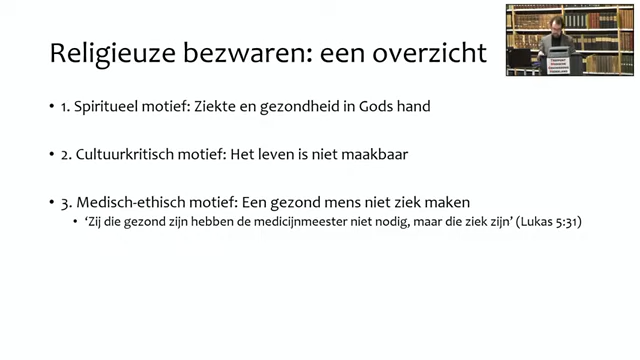 Religieuze bezwaren: een overzicht
• 1. Spiritueel motief: Ziekte en gezondheid in Gods hand
• 2. Cultuurkritisch motief: Het leven is niet maakbaar
• 3. Medisch-ethisch motief: Een gezond mens niet ziek maken
• ‘Zij die gezond zijn hebben de medicijnmeester niet nodig, maar die ziek zijn’ (Lukas 5:31)